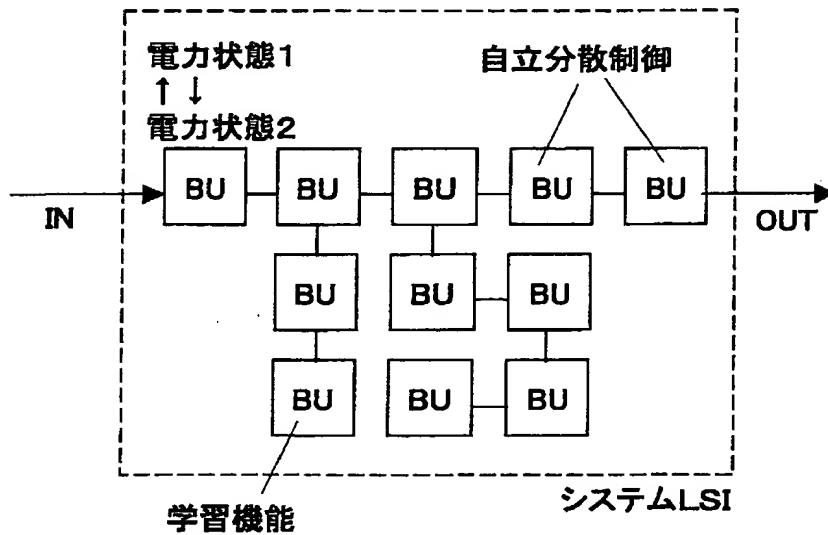 電力状態1
↑ ↓
電力状態2
自立分散制御
BU BU BU BU BU
IN
OUT
BU BU BU
BU BU BU
システムLSI
学習機能